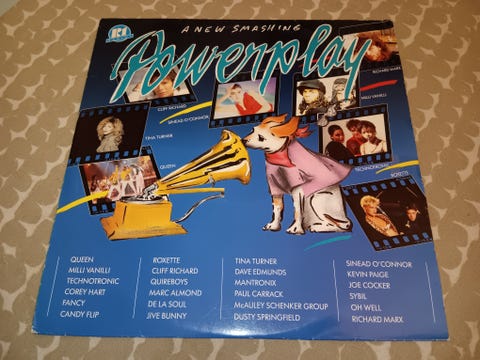 R1
A NEW SMASHING
Powerplay
RICHARD MARX
CLIFF RICHARD
MILLI VANILLI
SINEAD O'CONNOR
TINA TURNER
TECHNOTRONIC
QUEEN
ROXETTE
QUEEN
MILLI VANILLI
TECHNOTRONIC
COREY HART
FANCY
CANDY FLIP
ROXETTE
CLIFF RICHARD
QUIREBOYS
MARC ALMOND
DE LA SOUL
JIVE BUNNY
TINA TURNER
DAVE EDMUNDS
MANTRONIX
PAUL CARRACK
McAULEY SCHENKER GROUP
DUSTY SPRINGFIELD
SINEAD O'CONNOR
KEVIN PAIGE
JOE COCKER
SYBIL
OH WELL
RICHARD MARX